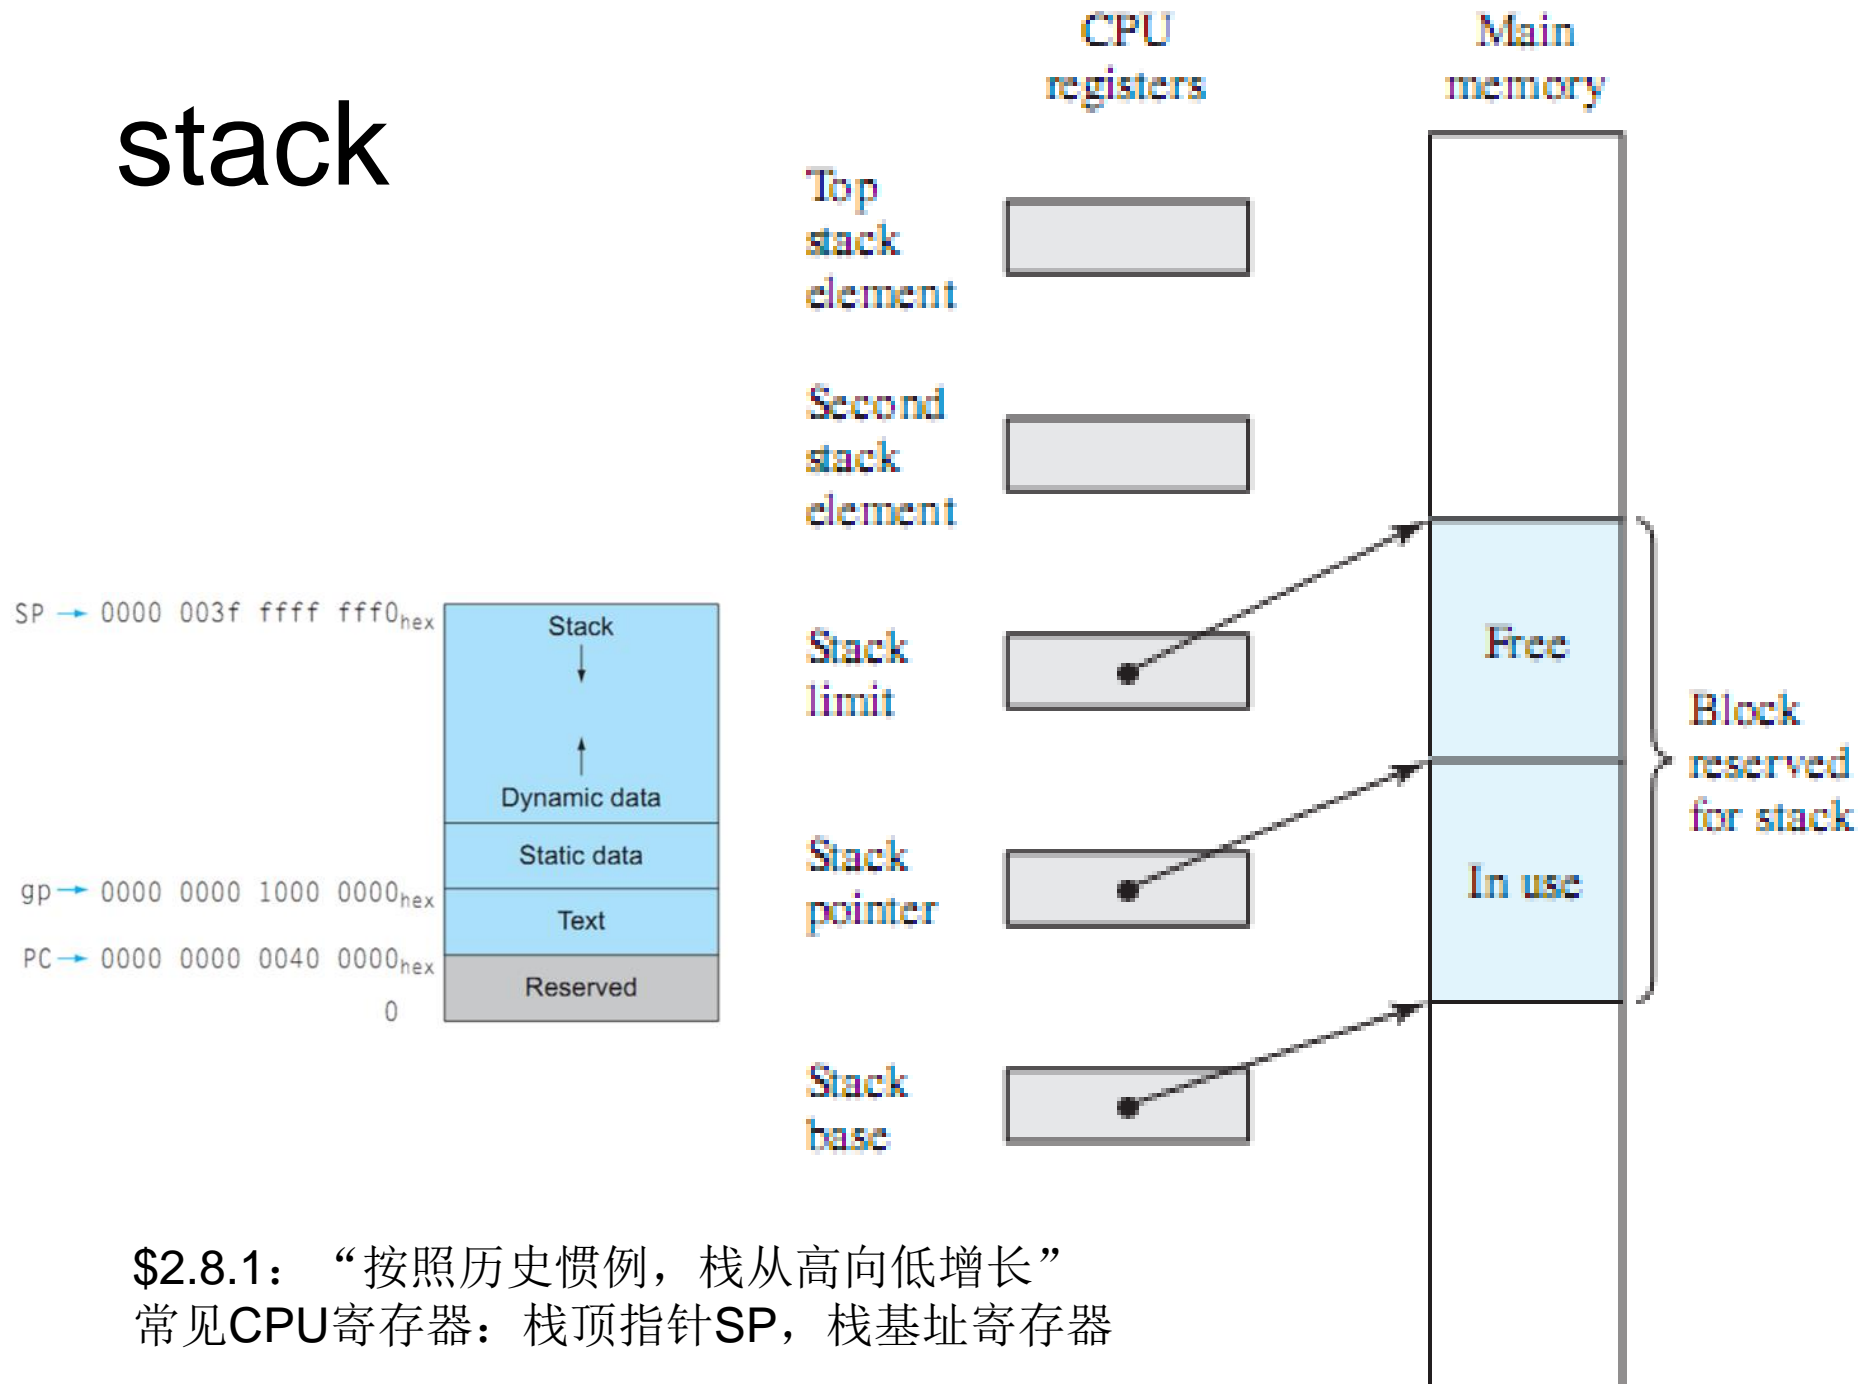 stack
CPU
registers
Main
memory
Top
stack
element
Second
stack
element
Stack
limit
Stack
pointer
Stack
base
Free
In use
Block
reserved
for stack
SP → 0000 003f ffff fff0hex
Stack
Dynamic data
Static data
gp → 0000 0000 1000 0000hex
Text
PC → 0000 0000 0040 0000hex
Reserved
0
$2.8.1：“按照历史惯例，栈从高向低增长”
常见CPU寄存器：栈顶指针SP，栈基址寄存器